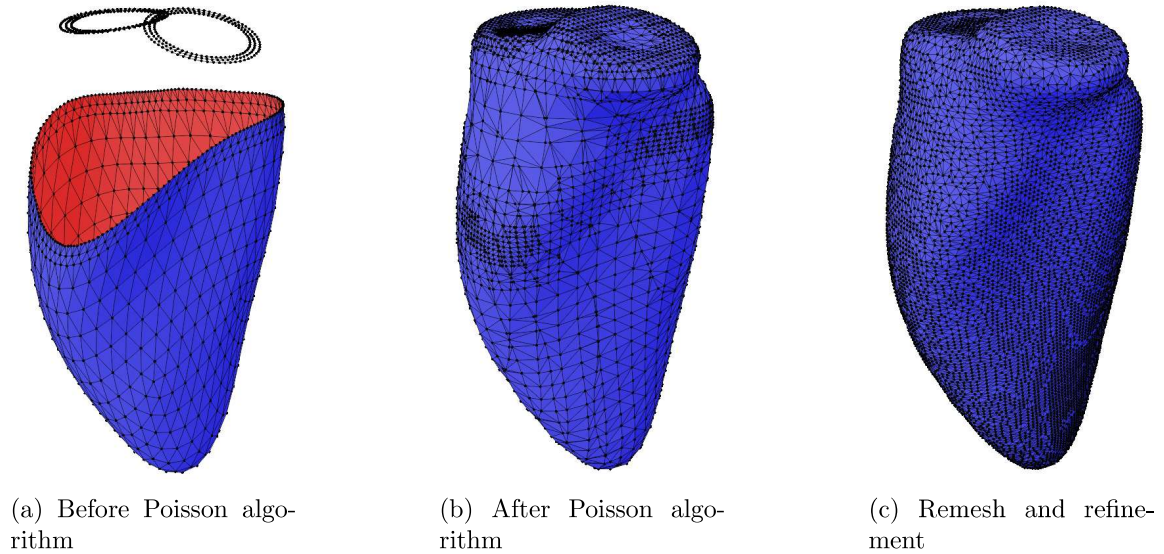 (a) Before Poisson algo-
rithm
(b) After Poisson algo-
rithm
(c) Remesh and refine-
ment